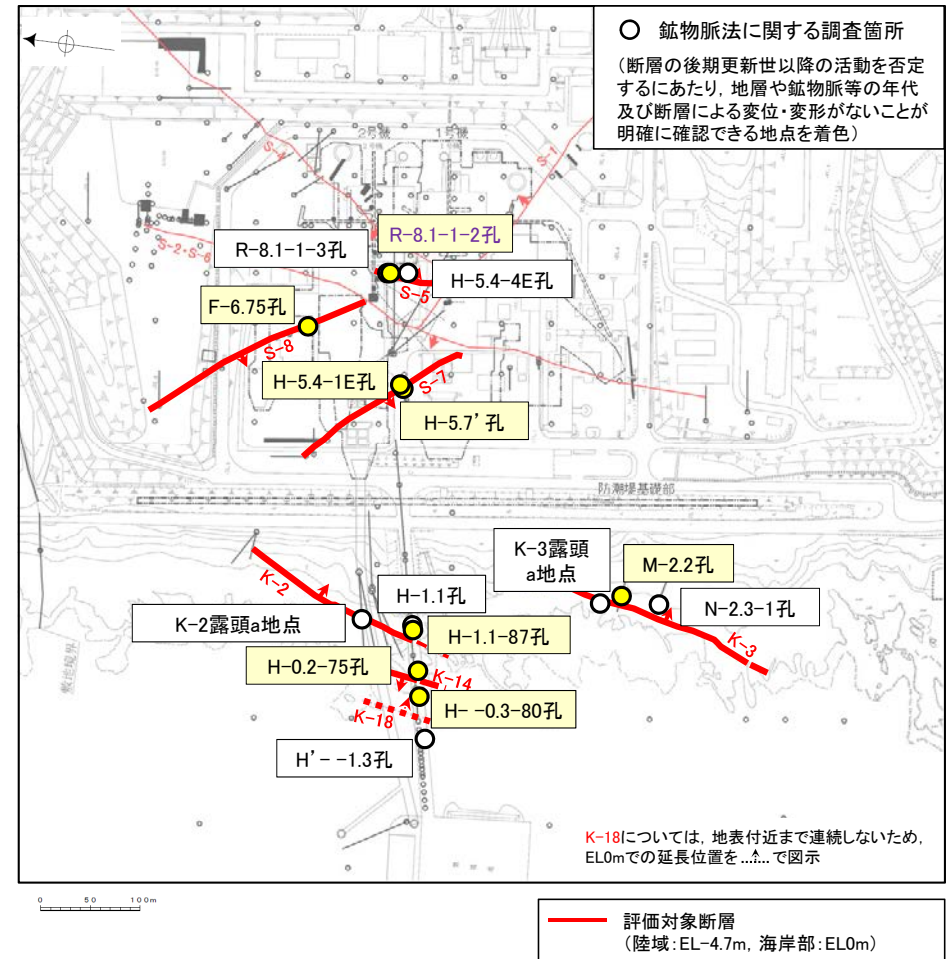 ○ 鉱物脈法に関する調査箇所
(断層の後期更新世以降の活動を否定
するにあたり，地層や鉱物脈等の年代
及び断層による変位・変形がないことが
明確に確認できる地点を着色)
S-4
2号機
1号機
S-1
S-2・S-6
R-8.1-1-3孔
R-8.1-1-2孔
H-5.4-4E孔
S-5
F-6.75孔
S-8
H-5.4-1E孔
S-7
H-5.7’孔
防潮堤基礎部
K-2
K-3露頭
a地点
M-2.2孔
H-1.1孔
N-2.3-1孔
K-2露頭a地点
H-1.1-87孔
K-3
H-0.2-75孔
K-14
H- -0.3-80孔
K-18
H’- -1.3孔
敷地境界
K-18については，地表付近まで連続しないため，
EL0mでの延長位置を で図示
0 50 100m
評価対象断層
(陸域:EL-4.7m, 海岸部:EL0m)